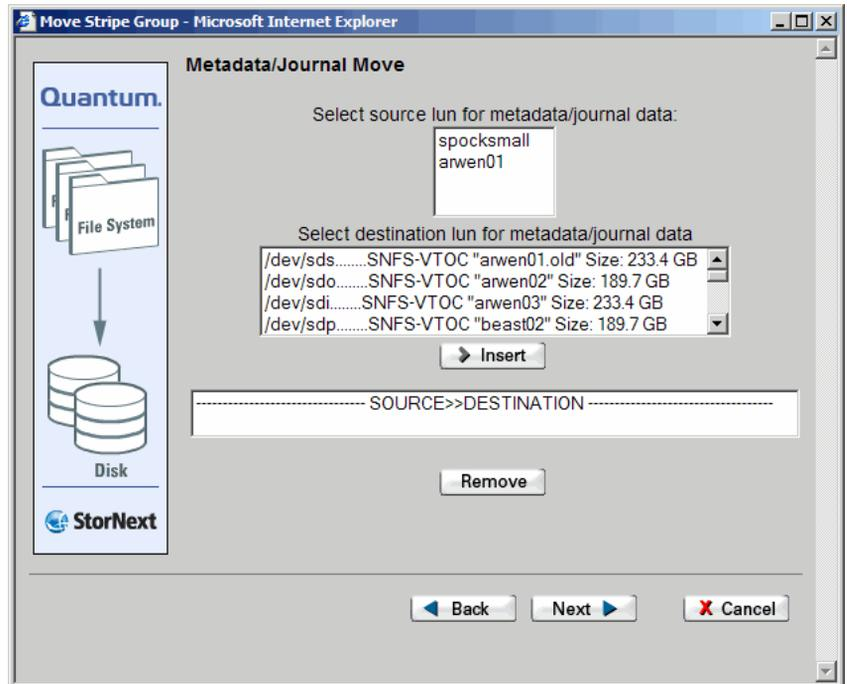 Move Stripe Group - Microsoft Internet Explorer
Metadata/Journal Move
Quantum.
File System
Disk
StorNext
Select source lun for metadata/journal data:
spocksmall
arwen01
Select destination lun for metadata/journal data
/dev/sds.......SNFS-VTOC "arwen01.old" Size: 233.4 GB
/dev/sdo.......SNFS-VTOC "arwen02" Size: 189.7 GB
/dev/sdi.......SNFS-VTOC "arwen03" Size: 233.4 GB
/dev/sdp.......SNFS-VTOC "beast02" Size: 189.7 GB
Insert
-------------------------------- SOURCE>>DESTINATION -----------------------------------
Remove
Back
Next
X Cancel